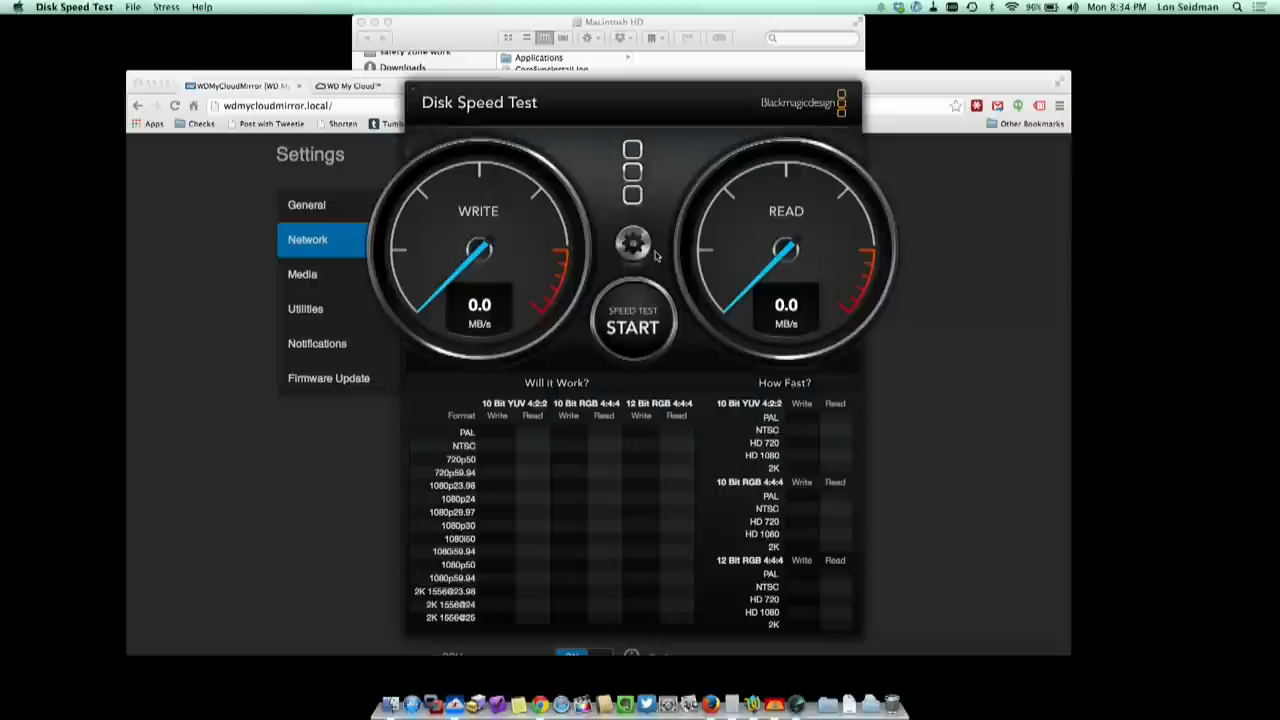 Disk Speed Test File Stress Help 96% Mon 8:34 PM Lon Seidman
Macintosh HD
safety zone work
Applications
Downloads
WDMyCloudMirror (WD M
WD My Cloud™
wdmycloudmirror.local/
Apps Checks Post with Tweetie Shorten Tumb Other Bookmarks
Settings
General
Network
Media
Utilities
Notifications
Firmware Update
Disk Speed Test
Blackmagicdesign
WRITE
0.0
MB/s
SPEED TEST
START
READ
0.0
MB/s
Will it Work?
10 Bit YUV 4:2:2 10 Bit RGB 4:4:4 12 Bit RGB 4:4:4
Format Write Read Write Read Write Read
PAL
NTSC
720p50
720p59.94
1080p23.98
1080p24
1080p29.97
1080p30
1080i50
1080i59.94
1080p50
1080p59.94
2K 1556@23.98
2K 1556@24
2K 1556@25
How Fast?
10 Bit YUV 4:2:2 Write Read
PAL
NTSC
HD 720
HD 1080
2K
10 Bit RGB 4:4:4 Write Read
PAL
NTSC
HD 720
HD 1080
2K
12 Bit RGB 4:4:4 Write Read
PAL
NTSC
HD 720
HD 1080
2K
ON